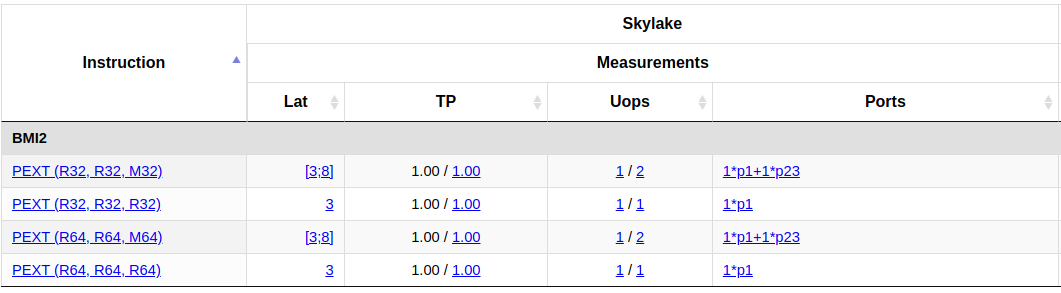 Skylake
Instruction
Measurements
Lat TP Uops Ports
BMI2
PEXT (R32, R32, M32) [3;8] 1.00 / 1.00 1 / 2 1*p1+1*p23
PEXT (R32, R32, R32) 3 1.00 / 1.00 1 / 1 1*p1
PEXT (R64, R64, M64) [3;8] 1.00 / 1.00 1 / 2 1*p1+1*p23
PEXT (R64, R64, R64) 3 1.00 / 1.00 1 / 1 1*p1